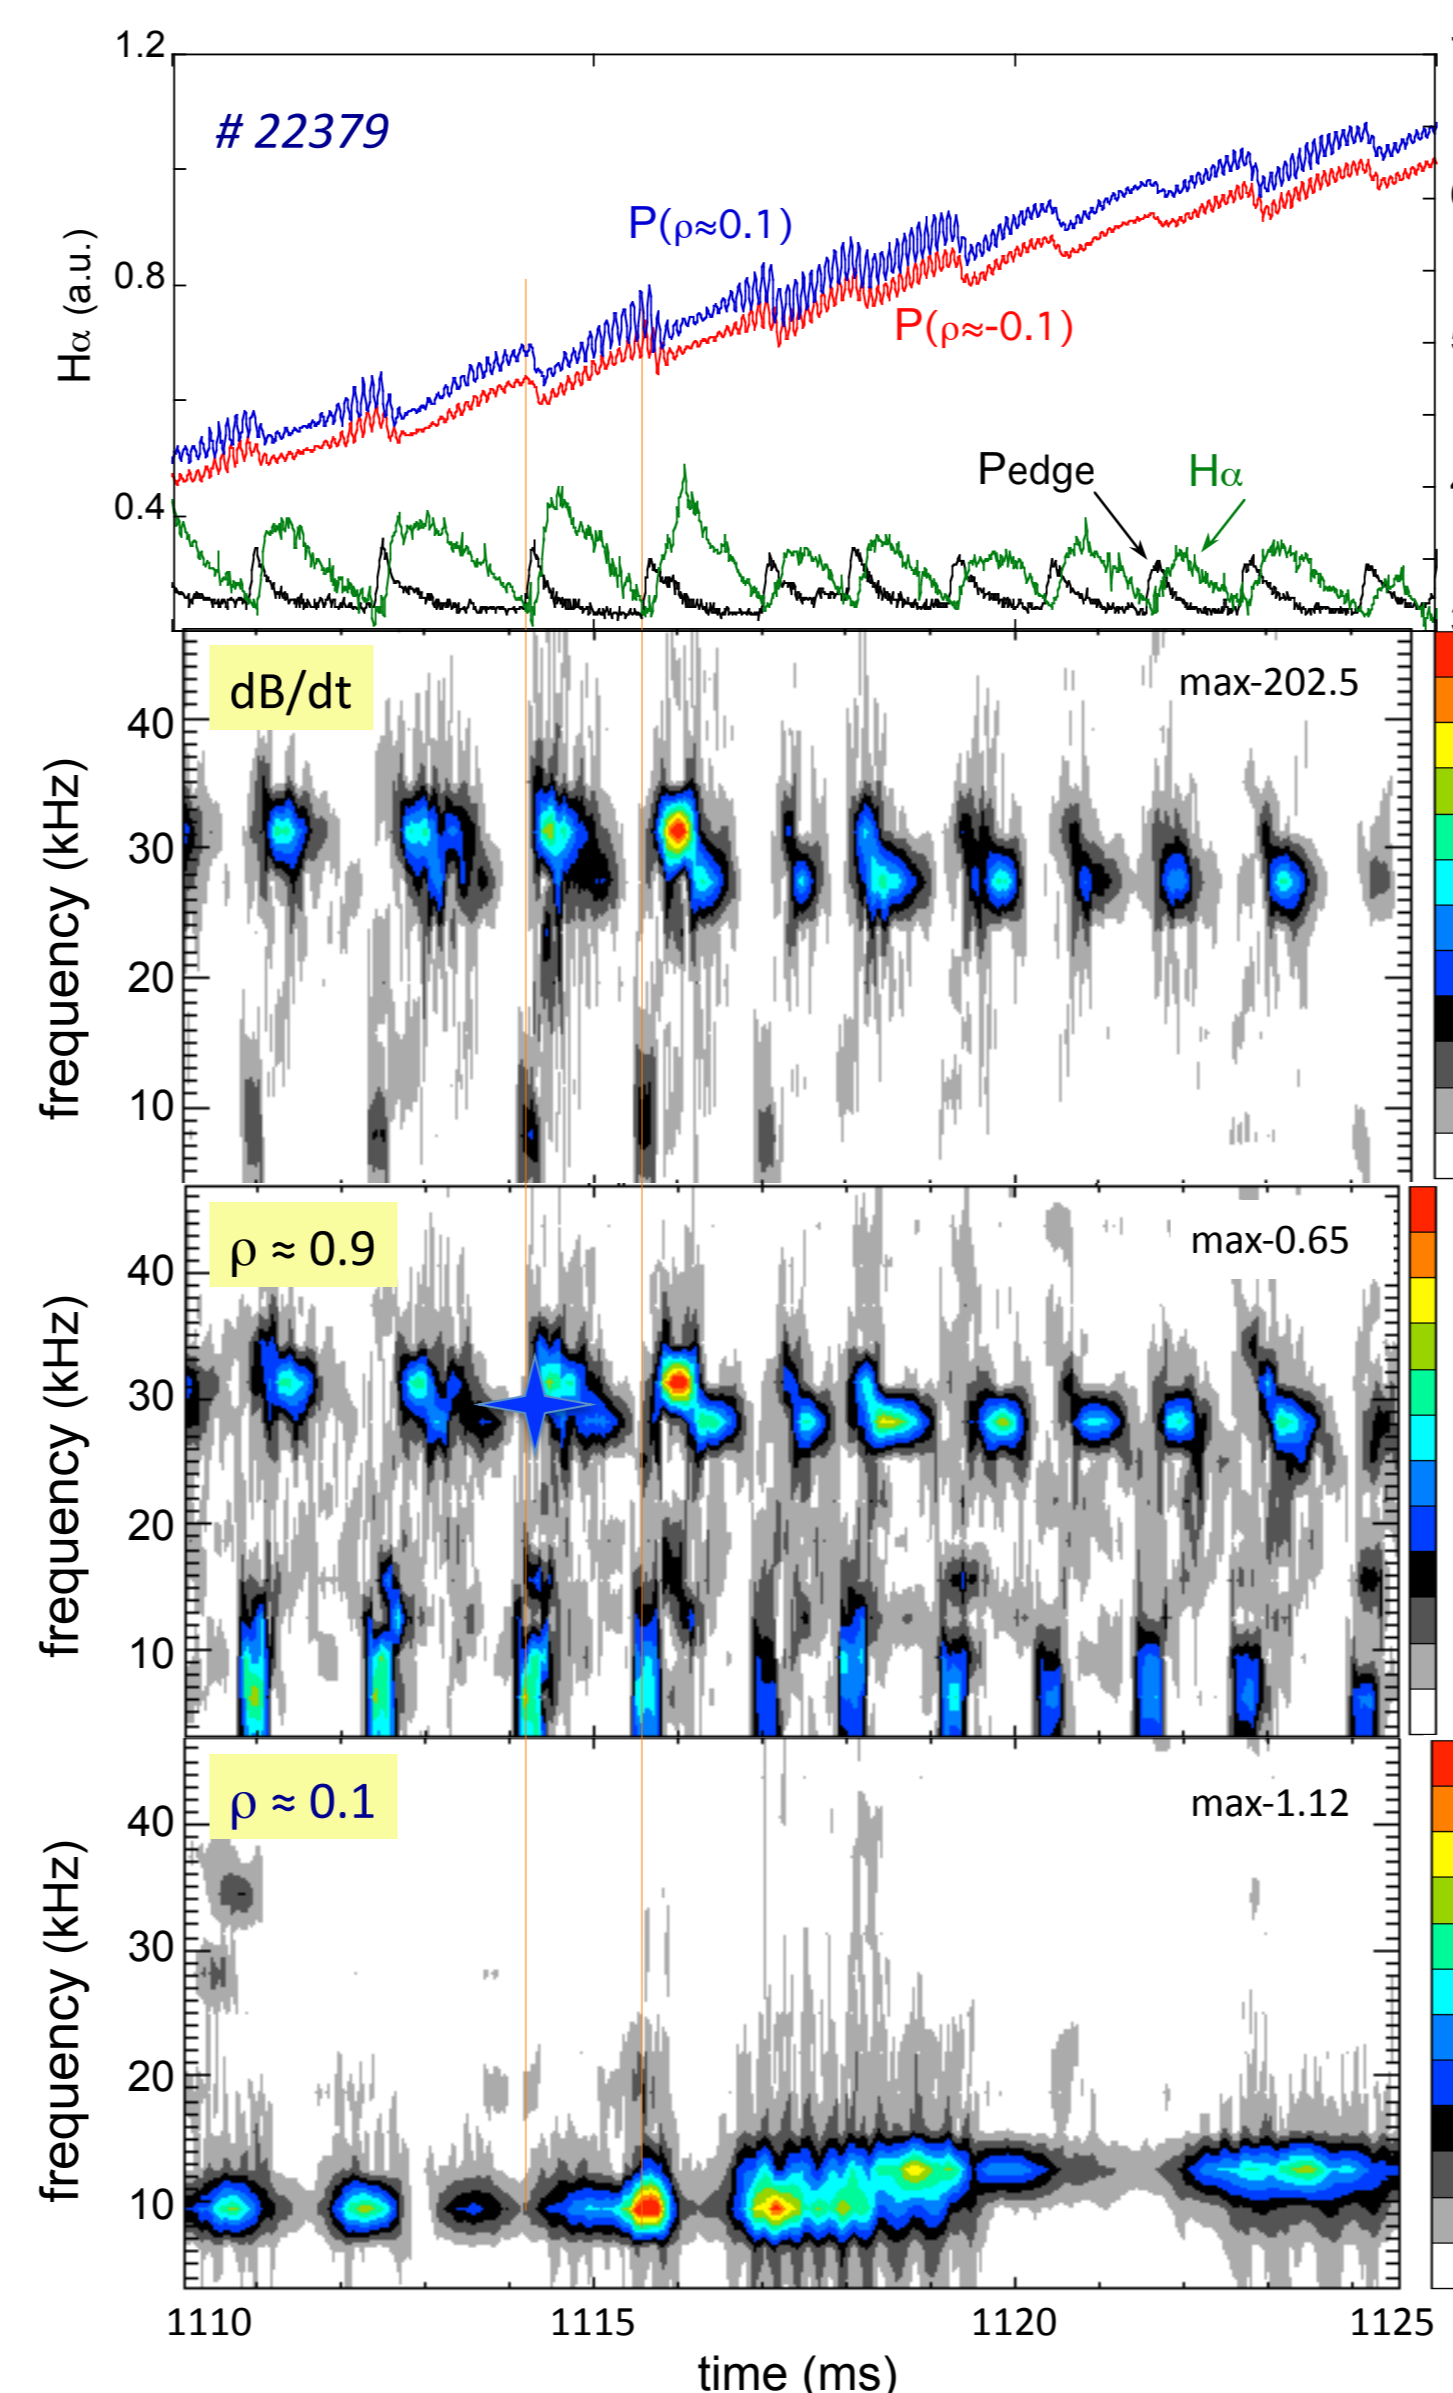 1.2
# 22379
P(ρ≈0.1)
Hα (a.u.)
0.8
P(ρ≈-0.1)
Pedge
Hα
0.4
dB/dt
max-202.5
frequency (kHz)
40
30
20
10
ρ ≈ 0.9
max-0.65
frequency (kHz)
40
30
20
10
ρ ≈ 0.1
max-1.12
frequency (kHz)
40
30
20
10
1110
1115
1120
1125
time (ms)